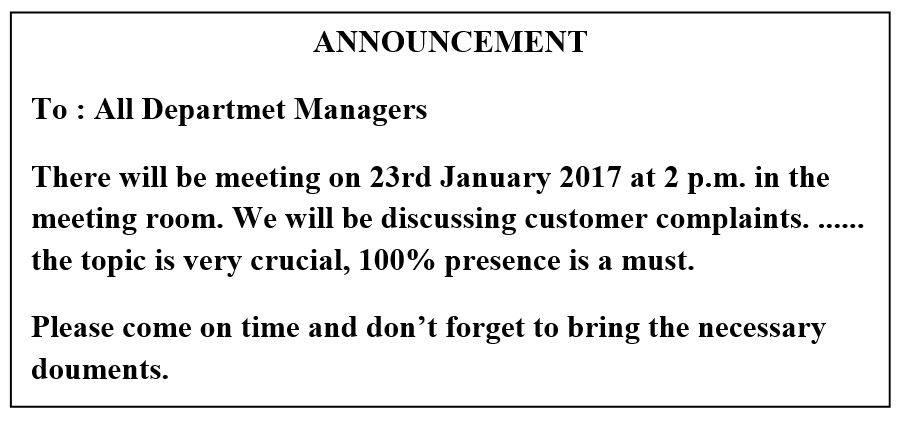 ANNOUNCEMENT
To : All Departmet Managers
There will be meeting on 23rd January 2017 at 2 p.m. in the
meeting room. We will be discussing customer complaints. ......
the topic is very crucial, 100% presence is a must.
Please come on time and don’t forget to bring the necessary
douments.